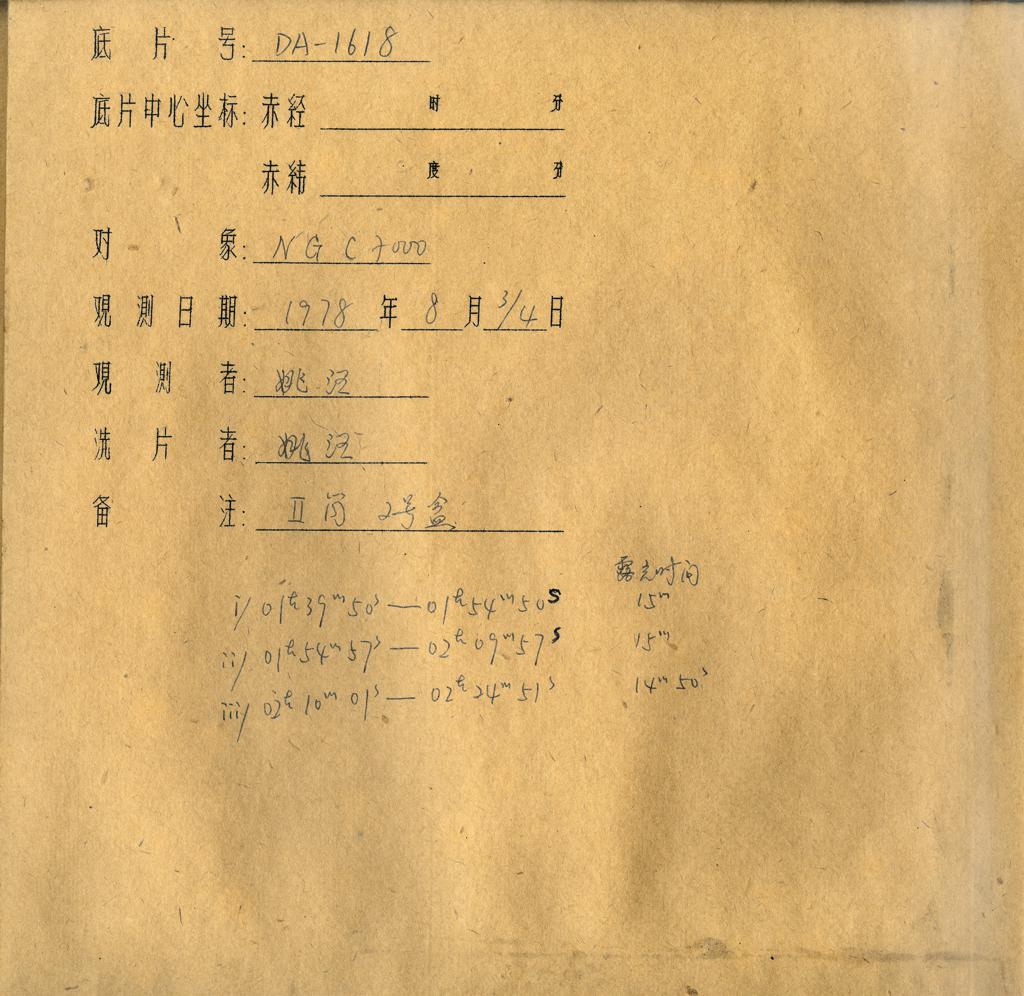 底片号: DA-1618
底片中心坐标: 赤经 时 分
赤纬 度 分
对象: NGC7000
观测日期: 1978年8月3/4日
观测者: 姚
洗片者: 姚
备注: II筒 2号盒
露光时间
i) 01h39m50s — 01h54m50s 15m
ii) 01h54m57s — 02h09m57s 15m
iii) 02h10m01s — 02h24m51s 14m50s